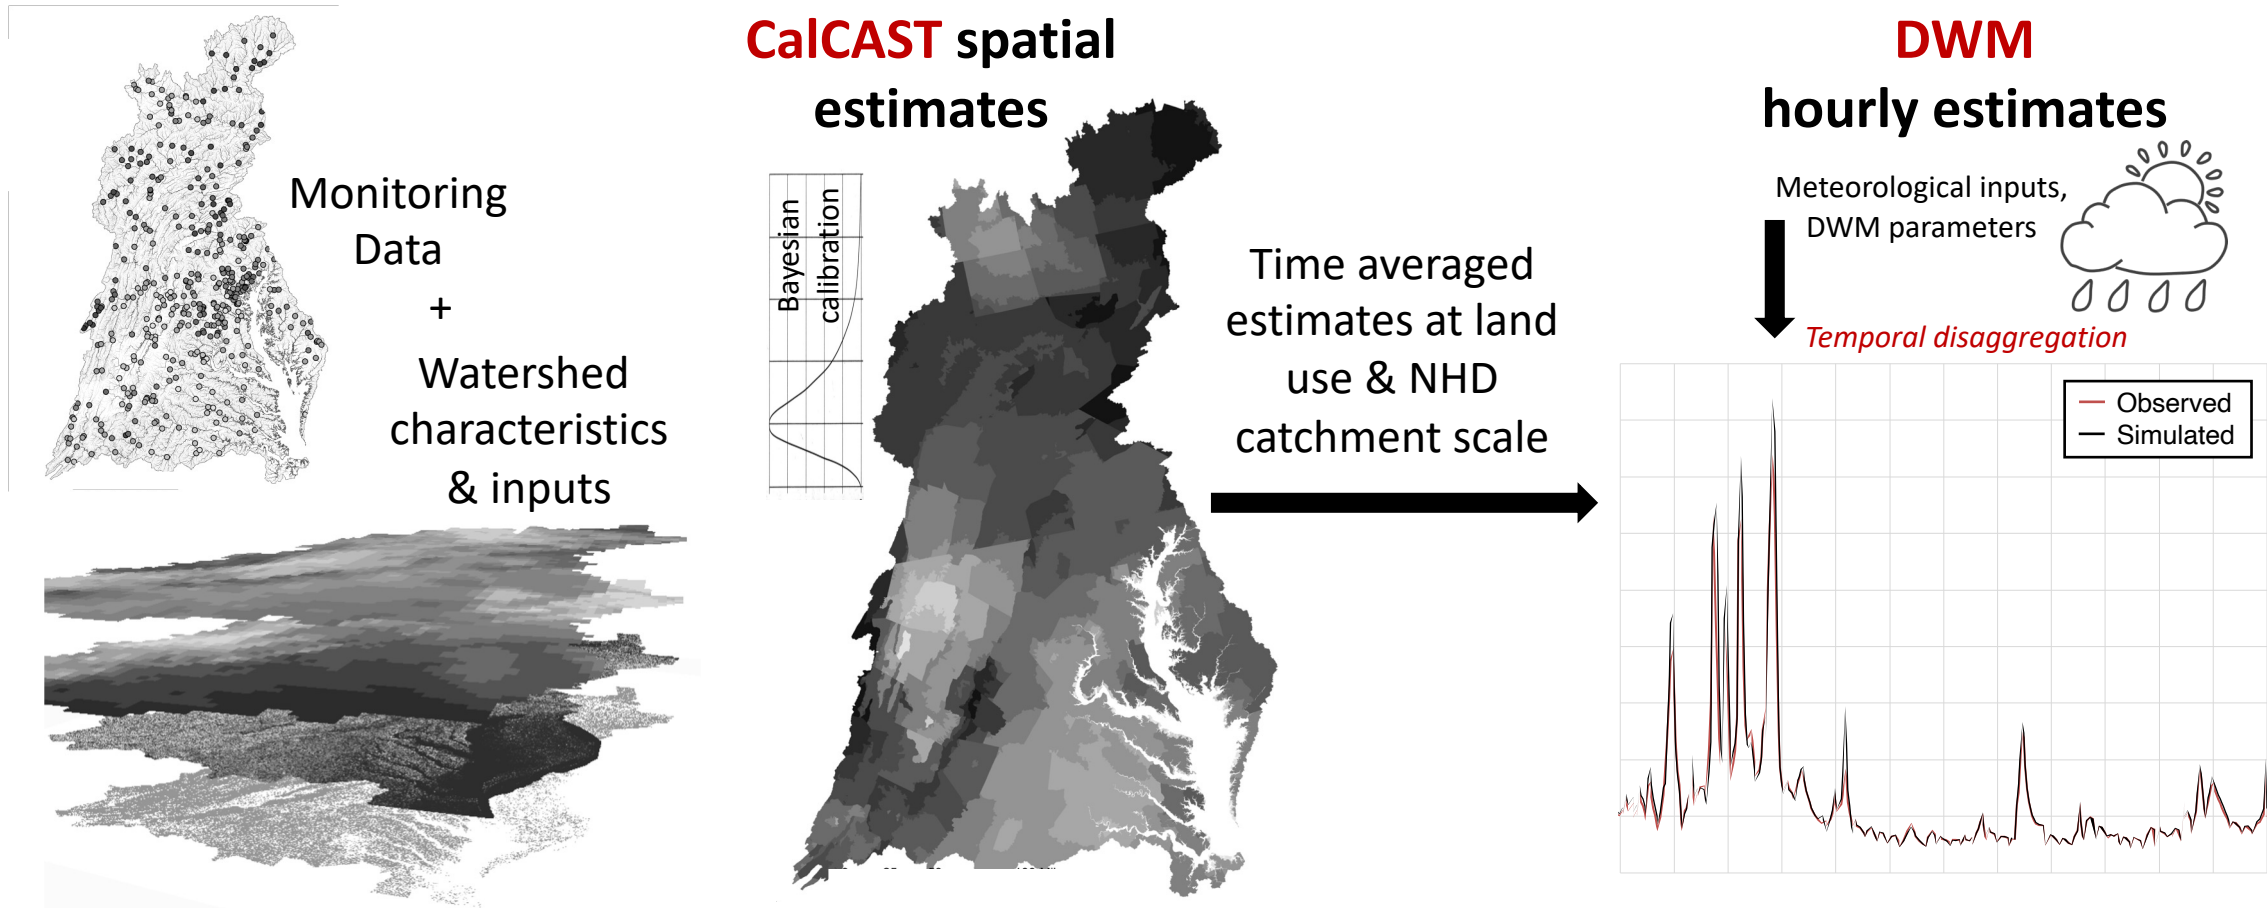 Monitoring
Data
+
Watershed
characteristics
& inputs
CalCAST spatial
estimates
Bayesian
calibration
Time averaged
estimates at land
use & NHD
catchment scale
DWM
hourly estimates
Meteorological inputs,
DWM parameters
Temporal disaggregation
Observed
Simulated